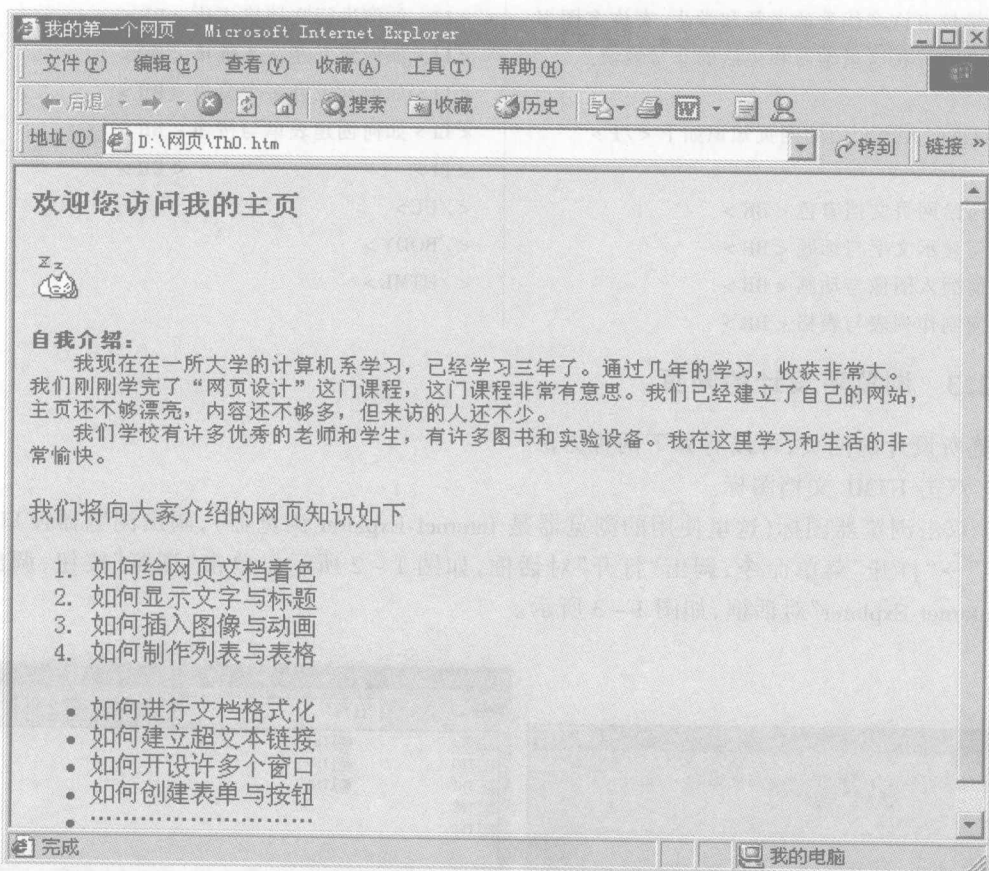 我的第一个网页 - Microsoft Internet Explorer
文件(F) 编辑(E) 查看(V) 收藏(A) 工具(T) 帮助(H)
后退 搜索 收藏 历史
地址(D) D:\网页\Th0.htm 转到 链接 »
欢迎您访问我的主页
z z
自我介绍：
我现在在一所大学的计算机系学习，已经学习三年了。通过几年的学习，收获非常大。
我们刚刚学完了“网页设计”这门课程，这门课程非常有意思。我们已经建立了自己的网站，
主页还不够漂亮，内容还不够多，但来访的人还不少。
我们学校有许多优秀的老师和学生，有许多图书和实验设备。我在这里学习和生活的非
常愉快。
我们将向大家介绍的网页知识如下
1. 如何给网页文档着色
2. 如何显示文字与标题
3. 如何插入图像与动画
4. 如何制作列表与表格
• 如何进行文档格式化
• 如何建立超文本链接
• 如何开设许多个窗口
• 如何创建表单与按钮
• ………………………
完成 我的电脑